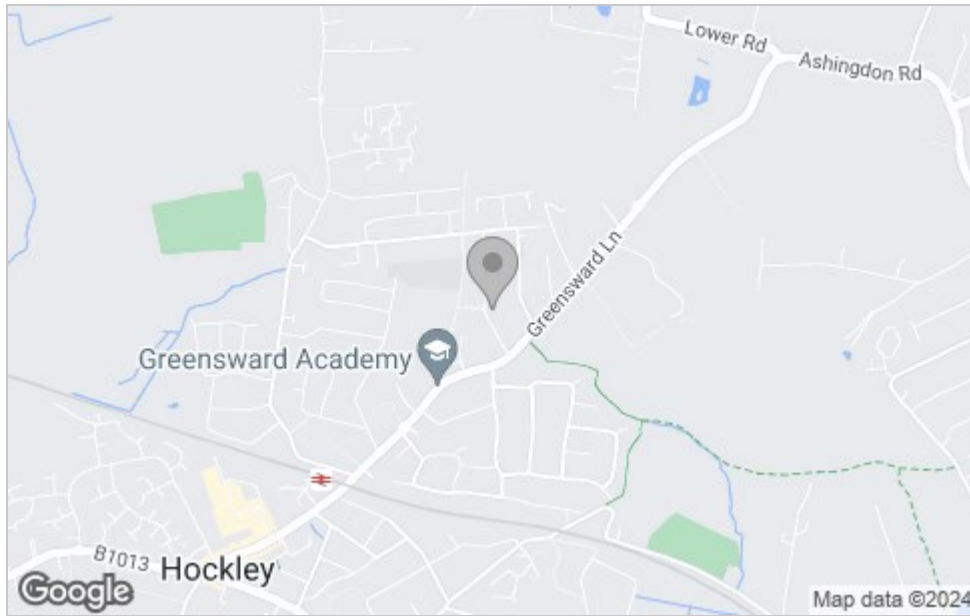 Lower Rd
Ashingdon Rd
Greensward Ln
Greensward Academy
B1013
Hockley
Google
Map data ©2024